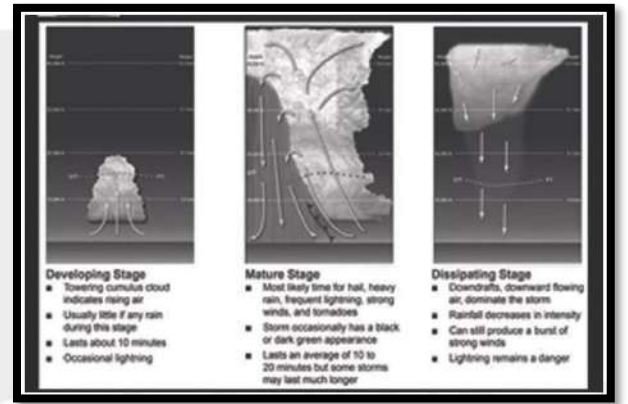 Developing Stage
■ Towering cumulus cloud
indicates rising air
■ Usually little if any rain
during this stage
■ Lasts about 10 minutes
■ Occasional lightning
Mature Stage
■ Most likely time for hail, heavy
rain, frequent lightning, strong
winds, and tornadoes
■ Storm occasionally has a black
or dark green appearance
■ Lasts an average of 10 to
20 minutes but some storms
may last much longer
Dissipating Stage
■ Downdrafts, downward flowing
air, dominate the storm
■ Rainfall decreases in intensity
■ Can still produce a burst of
strong winds
■ Lightning remains a danger